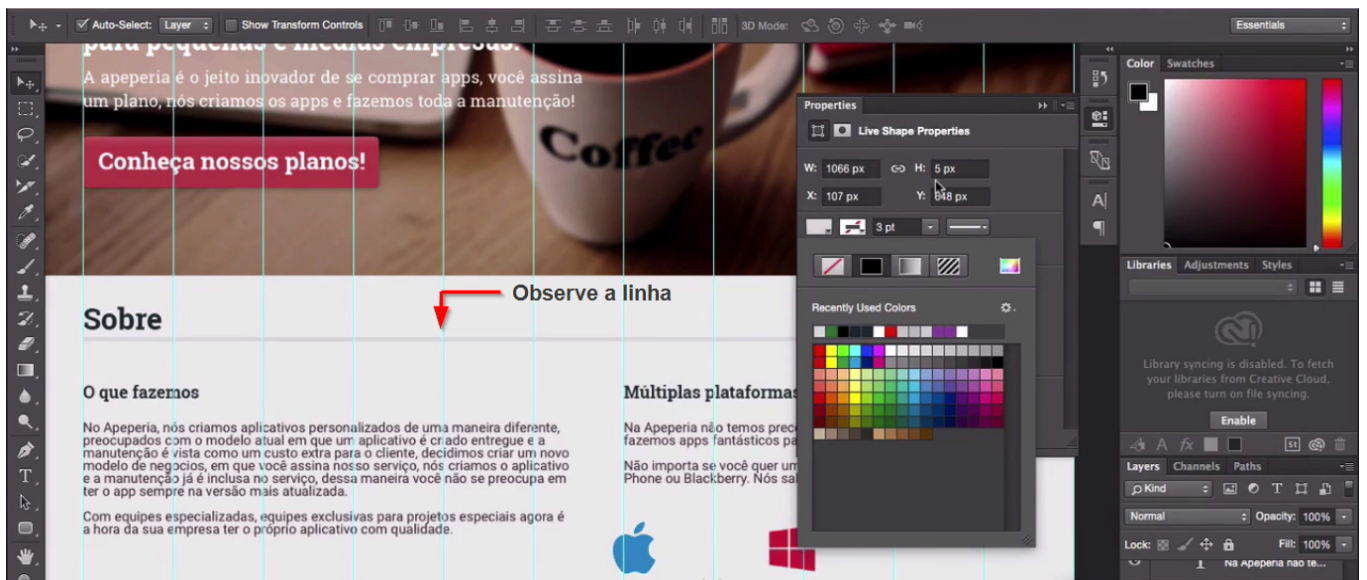 Auto-Select: Layer Show Transform Controls 3D Mode: Essentials
para pequenas e médias empresas.
A apeperia é o jeito inovador de se comprar apps, você assina
um plano, nós criamos os apps e fazemos toda a manutenção!
Conheça nossos planos!
Coffee
Observe a linha
Sobre
O que fazemos
No Apeperia, nós criamos aplicativos personalizados de uma maneira diferente,
preocupados com o modelo atual em que um aplicativo é criado entregue e a
manutenção é vista como um custo extra para o cliente, decidimos criar um novo
modelo de negócios, em que você assina nosso serviço, nós criamos o aplicativo
e a manutenção já é inclusa no serviço, dessa maneira você não se preocupa em
ter o app sempre na versão mais atualizada.
Com equipes especializadas, equipes exclusivas para projetos especiais agora é
a hora da sua empresa ter o próprio aplicativo com qualidade.
Múltiplas plataformas
Na Apeperia não temos
fazemos apps fantásticos
Não importa se você quer um
Phone ou Blackberry. Nós
Properties
Live Shape Properties
W: 1066 px H: 5 px
X: 107 px Y: 648 px
3 pt
Recently Used Colors
Color Swatches
Libraries Adjustments Styles
Library syncing is disabled. To fetch
your libraries from Creative Cloud,
please turn on file syncing.
Enable
St
Layers Channels Paths
Kind
Normal Opacity: 100%
Lock: Fill: 100%
T Na Apeperia não te...